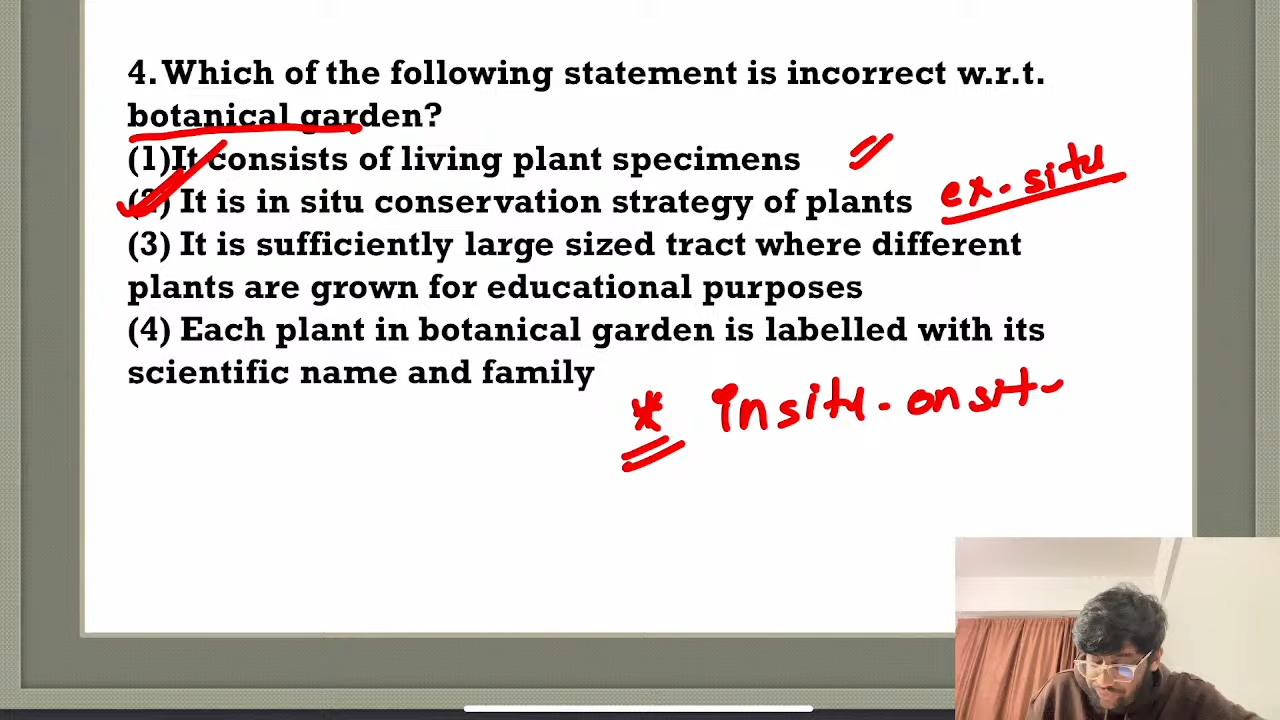 4. Which of the following statement is incorrect w.r.t.
botanical garden?
(1)It consists of living plant specimens
(2) It is in situ conservation strategy of plants ex-situ
(3) It is sufficiently large sized tract where different
plants are grown for educational purposes
(4) Each plant in botanical garden is labelled with its
scientific name and family
* insitu - onsite